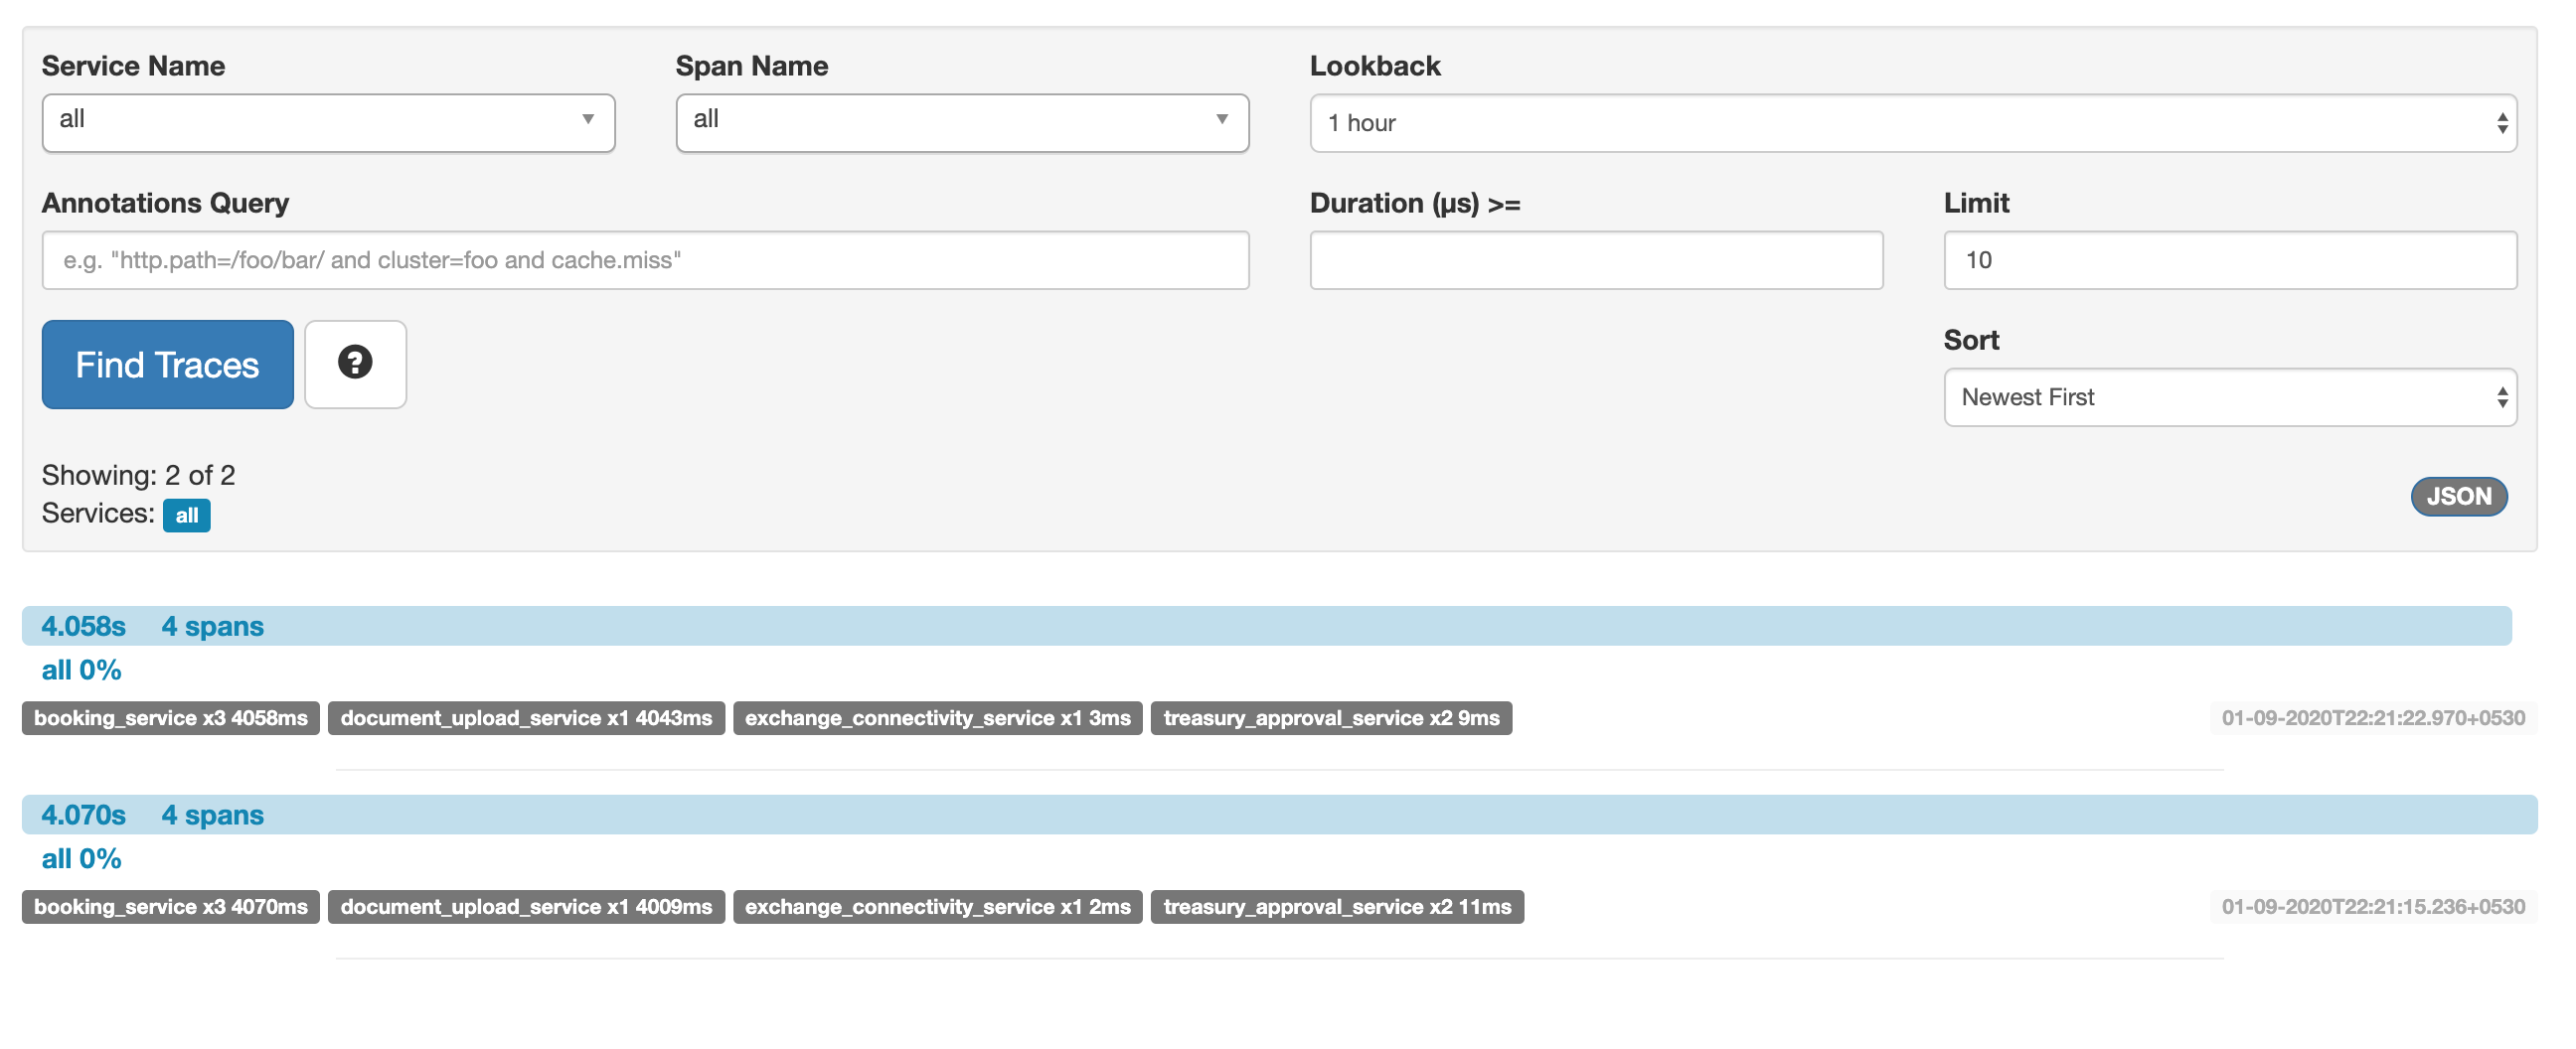 Service Name Span Name Lookback
all all 1 hour
Annotations Query Duration (µs) >= Limit
e.g. "http.path=/foo/bar/ and cluster=foo and cache.miss" 10
Find Traces ?
Sort
Newest First
Showing: 2 of 2
Services: all
JSON
4.058s 4 spans
all 0%
booking_service x3 4058ms document_upload_service x1 4043ms exchange_connectivity_service x1 3ms treasury_approval_service x2 9ms 01-09-2020T22:21:22.970+0530
4.070s 4 spans
all 0%
booking_service x3 4070ms document_upload_service x1 4009ms exchange_connectivity_service x1 2ms treasury_approval_service x2 11ms 01-09-2020T22:21:15.236+0530